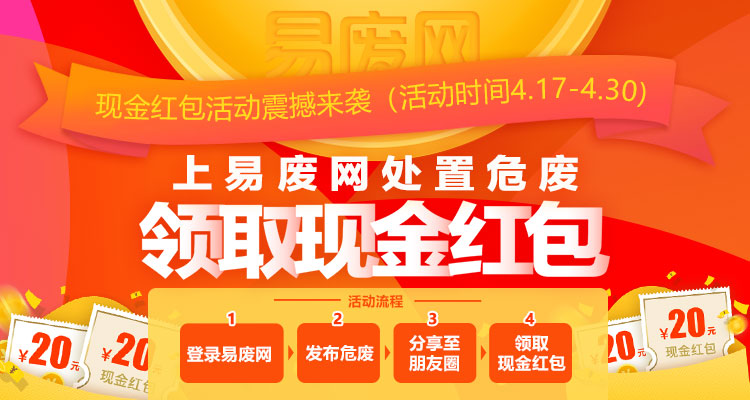 易废网
现金红包活动震撼来袭（活动时间4.17-4.30)
上易废网处置危废
领取现金红包
活动流程
1
登录易废网
2
发布危废
3
分享至
朋友圈
4
领取
现金红包
¥20元
¥20元
现金红包
¥20元
¥20元
现金红包